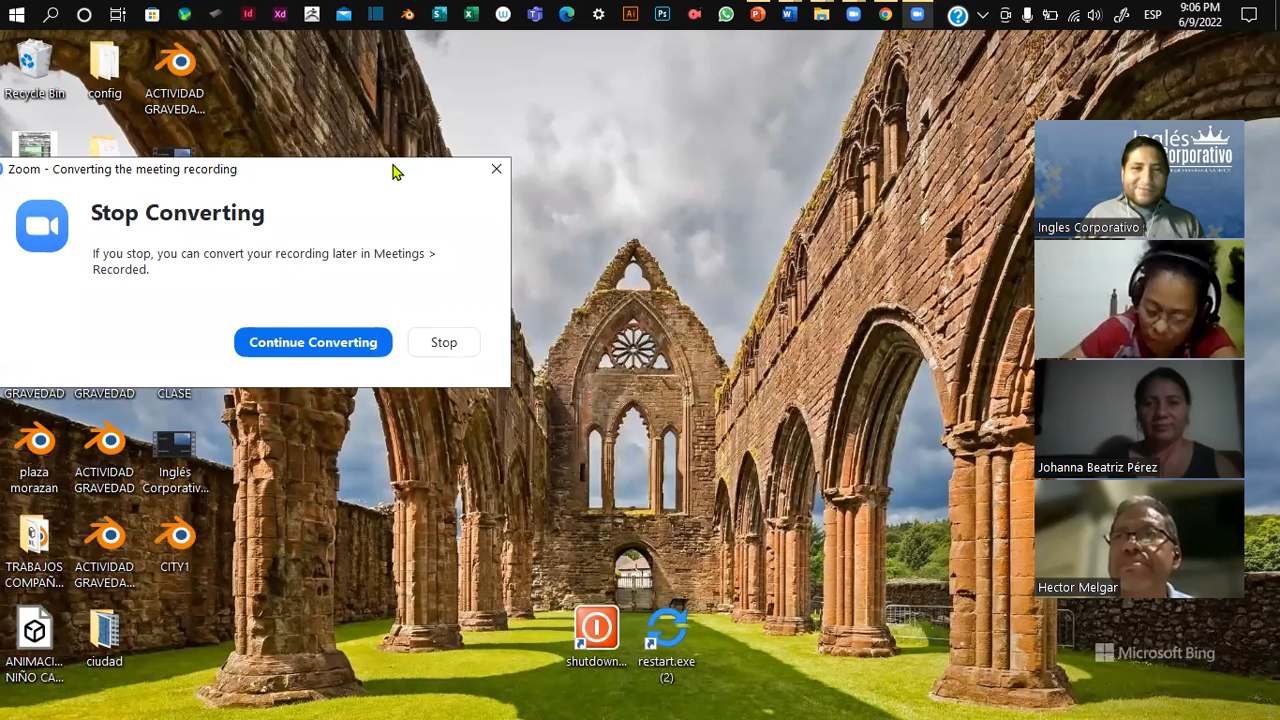 ESP
9:06 PM
6/9/2022
Recycle Bin
config
ACTIVIDAD
GRAVEDA...
Inglés
Corporativo
Ingles Corporativo
Zoom - Converting the meeting recording
Stop Converting
If you stop, you can convert your recording later in Meetings >
Recorded.
Continue Converting
Stop
GRAVEDAD
GRAVEDAD
CLASE
plaza
morazan
ACTIVIDAD
GRAVEDAD
Inglés
Corporativ...
Johanna Beatriz Pérez
TRABAJOS
COMPAÑ...
ACTIVIDAD
GRAVEDA...
CITY1
Hector Melgar
ANIMACI...
NIÑO CA...
ciudad
shutdown...
restart.exe
(2)
Microsoft Bing